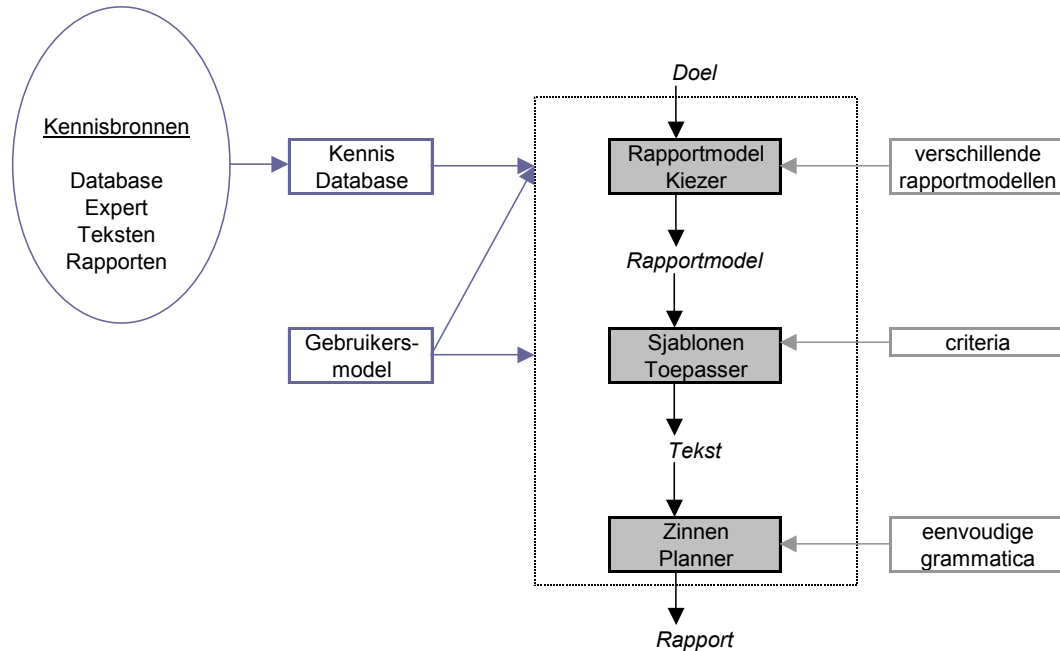 Kennisbronnen
Database
Expert
Teksten
Rapporten
Kennis
Database
Gebruikers-
model
Doel
Rapportmodel
Kiezer
Rapportmodel
Sjablonen
Toepasser
Tekst
Zinnen
Planner
Rapport
verschillende
rapportmodellen
criteria
eenvoudige
grammatica